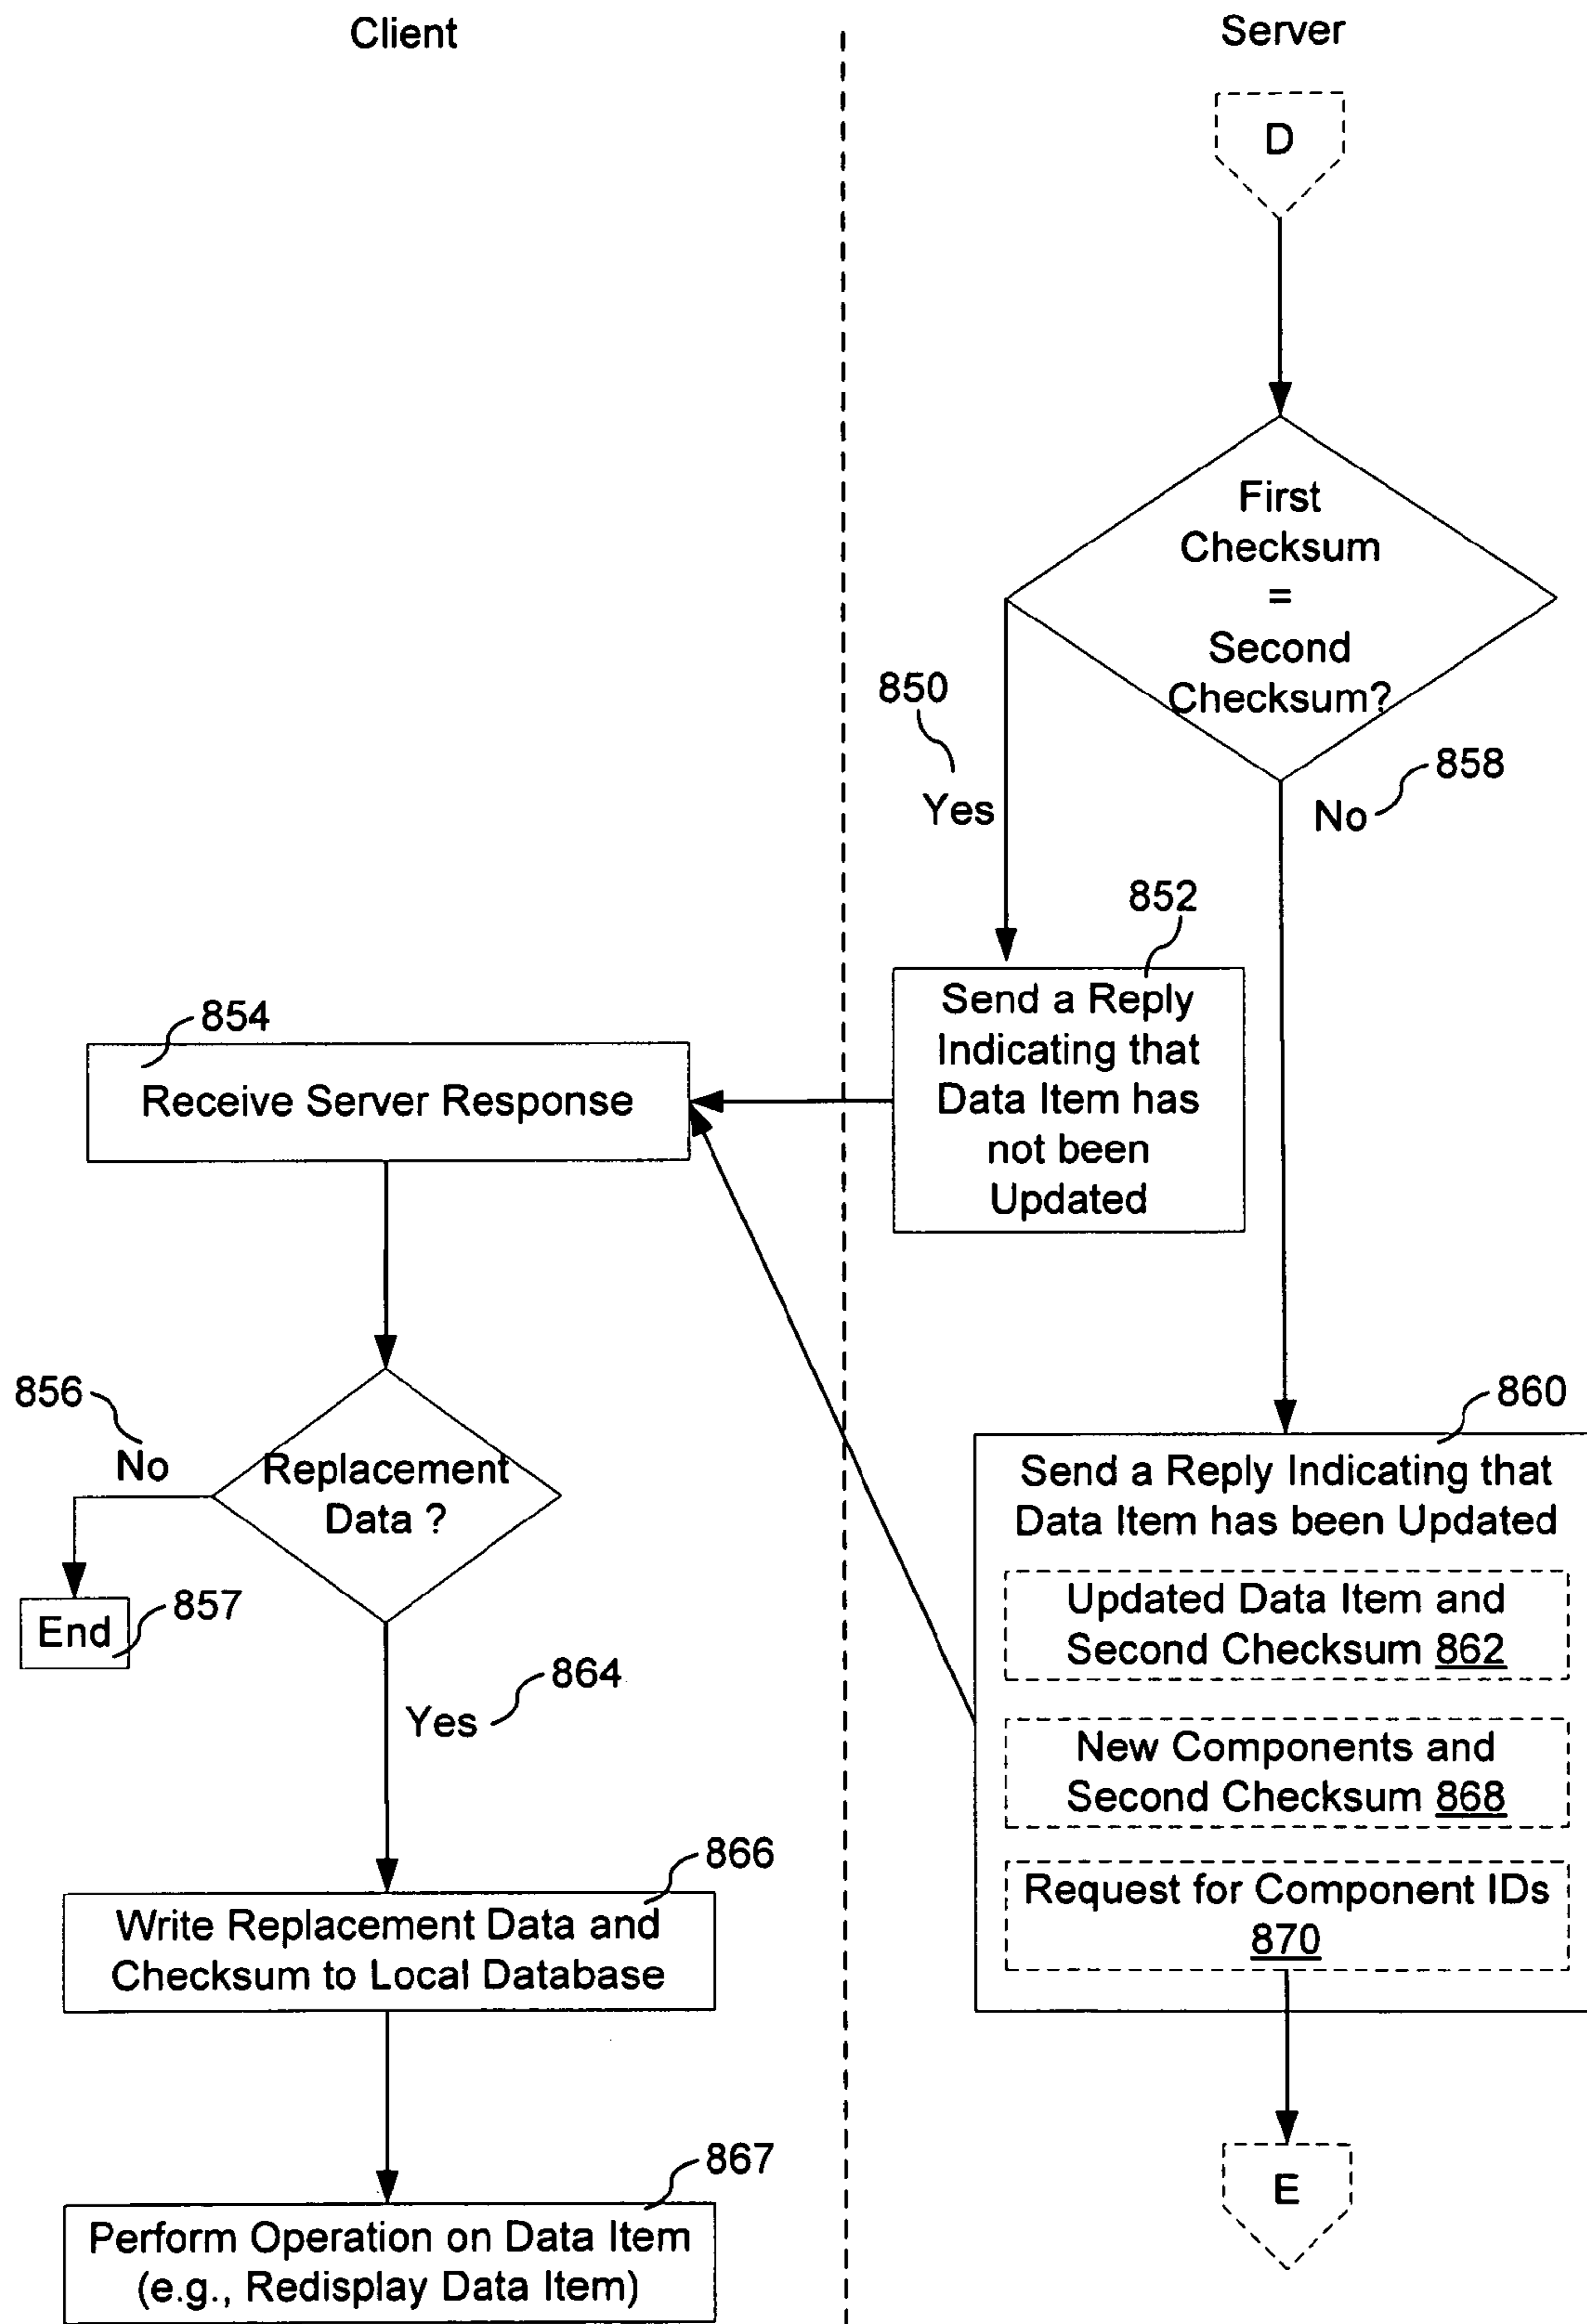 Client
Server
D
First
Checksum
=
Second
Checksum?
850
Yes
858
No
852
Send a Reply
Indicating that
Data Item has
not been
Updated
854
Receive Server Response
856
No
Replacement
Data ?
857
End
864
Yes
860
Send a Reply Indicating that
Data Item has been Updated
Updated Data Item and
Second Checksum 862
New Components and
Second Checksum 868
Request for Component IDs
870
866
Write Replacement Data and
Checksum to Local Database
867
Perform Operation on Data Item
(e.g., Redisplay Data Item)
E